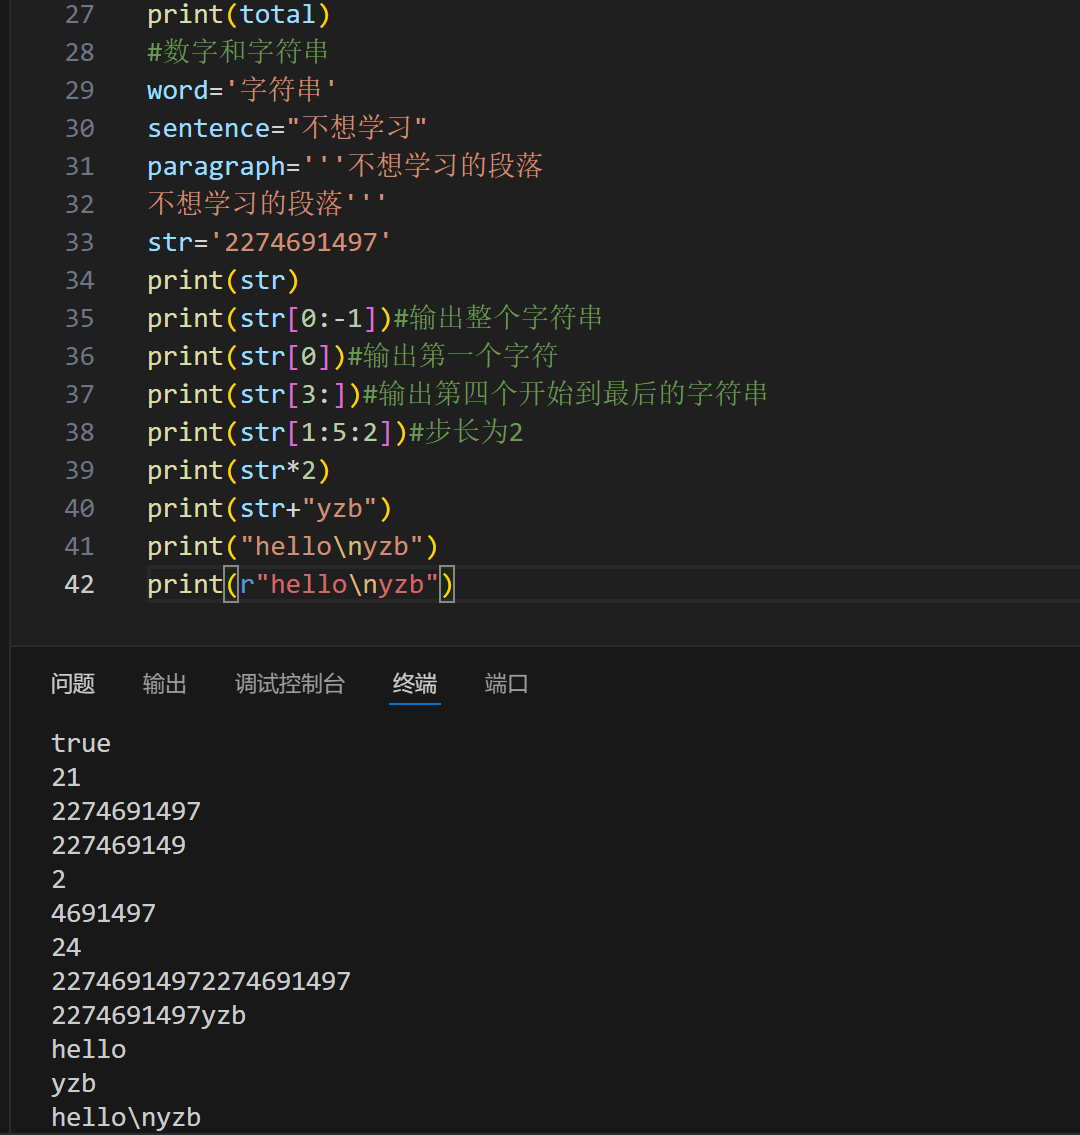 27 print(total)
28 #数字和字符串
29 word='字符串'
30 sentence="不想学习"
31 paragraph='''不想学习的段落
32 不想学习的段落'''
33 str='2274691497'
34 print(str)
35 print(str[0:-1])#输出整个字符串
36 print(str[0])#输出第一个字符
37 print(str[3:])#输出第四个开始到最后的字符串
38 print(str[1:5:2])#步长为2
39 print(str*2)
40 print(str+"yzb")
41 print("hello\nyzb")
42 print(r"hello\nyzb")
问题 输出 调试控制台 终端 端口
true
21
2274691497
227469149
2
4691497
24
22746914972274691497
2274691497yzb
hello
yzb
hello\nyzb